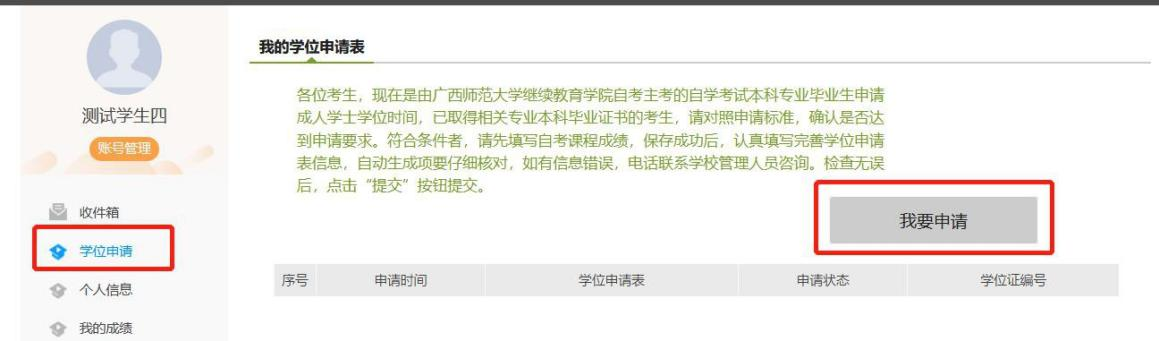 测试学生四
账号管理
收件箱
学位申请
个人信息
我的成绩
我的学位申请表
各位考生，现在是由广西师范大学继续教育学院自考主考的自学考试本科专业毕业生申请
成人学士学位时间，已取得相关专业本科毕业证书的考生，请对照申请标准，确认是否达
到申请要求。符合条件者，请先填写自考课程成绩，保存成功后，认真填写完善学位申请
表信息，自动生成项要仔细核对，如有信息错误，电话联系学校管理人员咨询。检查无误
后，点击“提交”按钮提交。
我要申请
序号 申请时间 学位申请表 申请状态 学位证编号